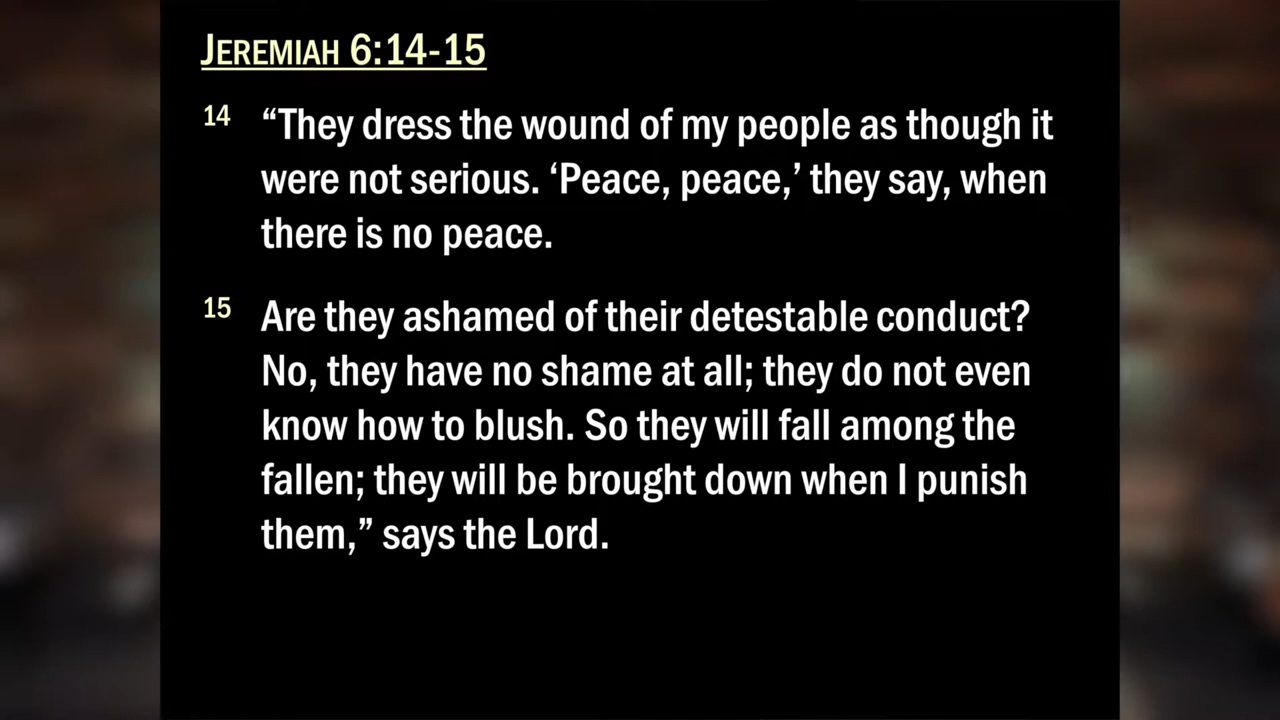 JEREMIAH 6:14-15
14 “They dress the wound of my people as though it
were not serious. ‘Peace, peace,’ they say, when
there is no peace.
15 Are they ashamed of their detestable conduct?
No, they have no shame at all; they do not even
know how to blush. So they will fall among the
fallen; they will be brought down when I punish
them,” says the Lord.